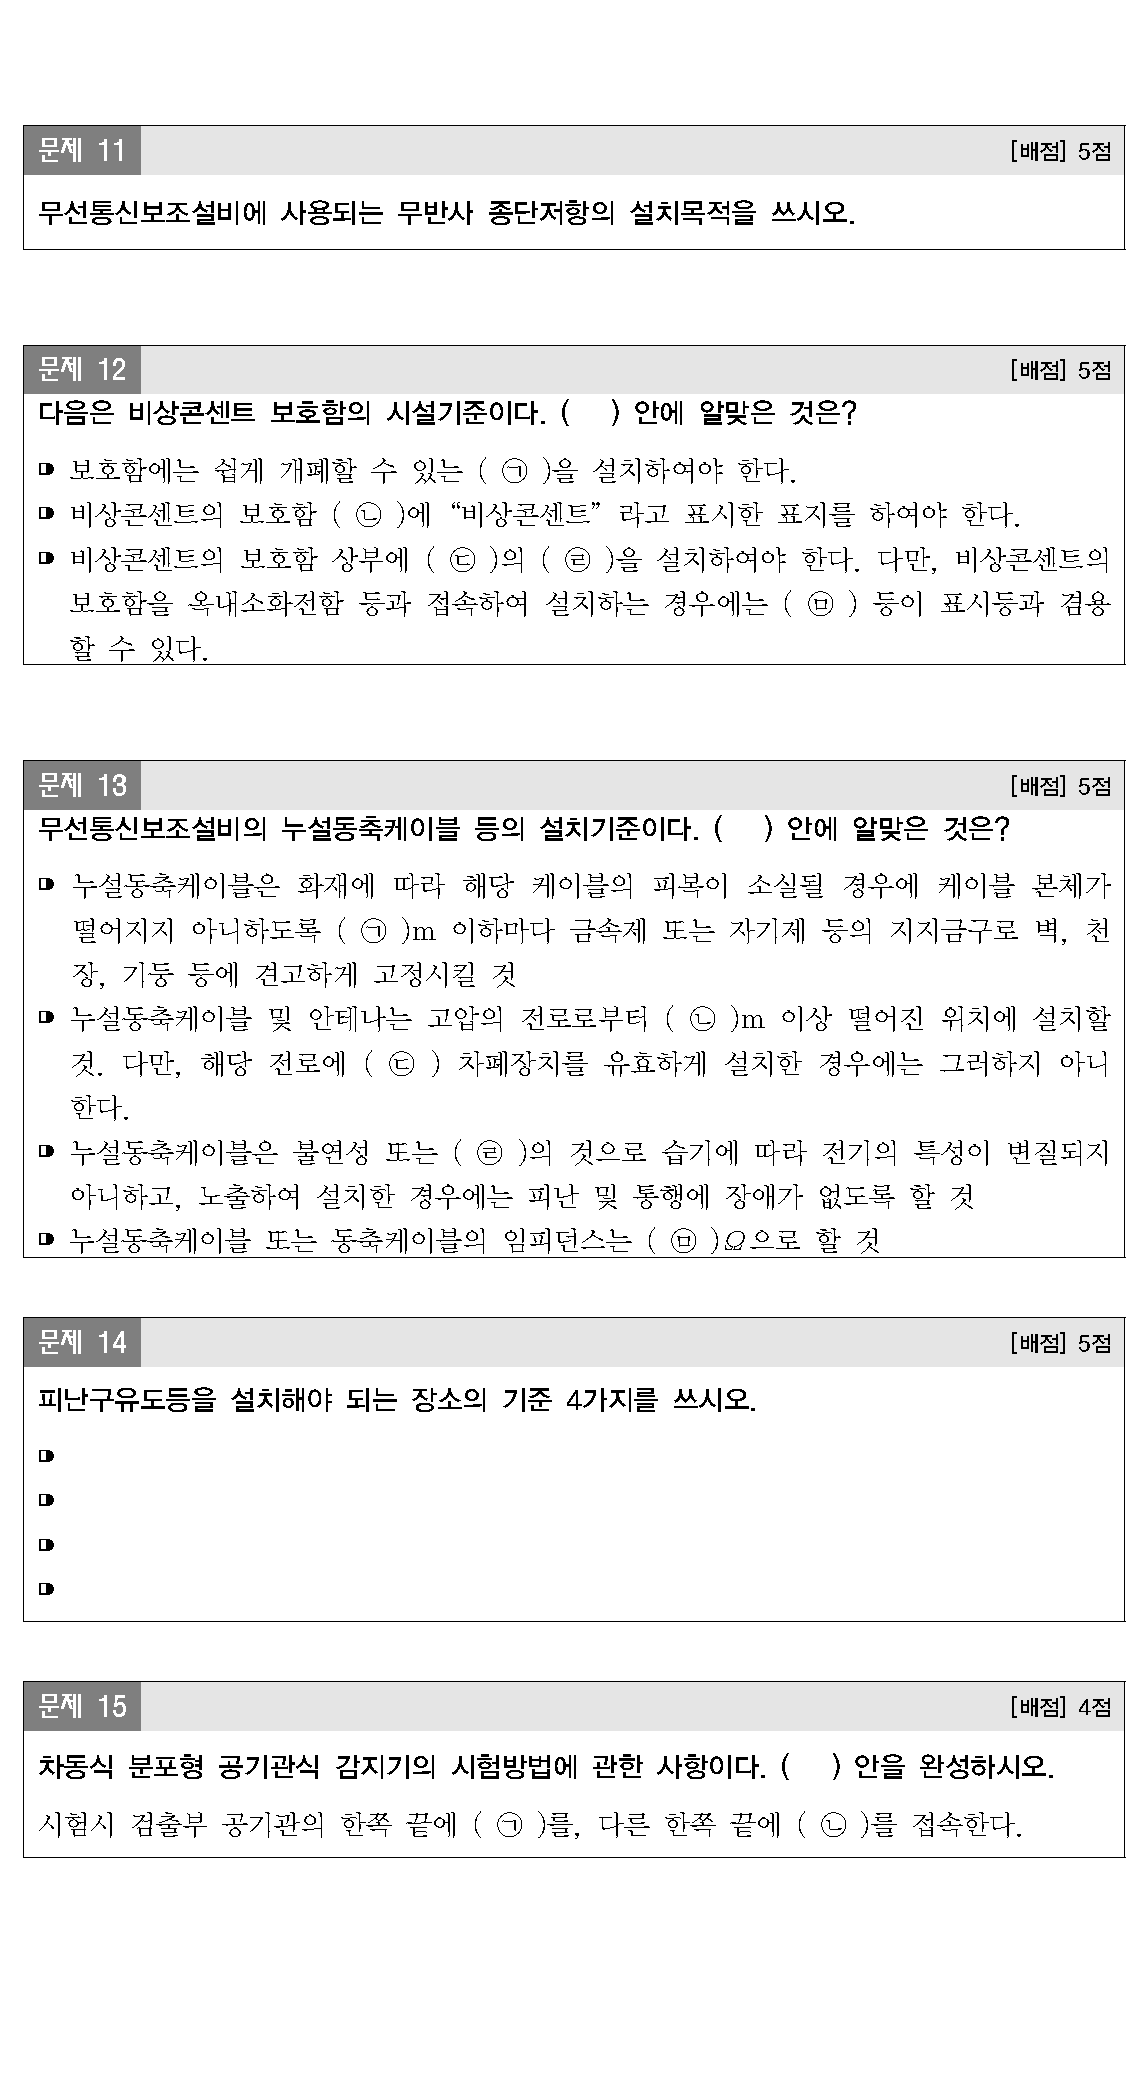 문제 11 [배점] 5점
무선통신보조설비에 사용되는 무반사 종단저항의 설치목적을 쓰시오.
문제 12 [배점] 5점
다음은 비상콘센트 보호함의 시설기준이다. (    ) 안에 알맞은 것은?
보호함에는 쉽게 개폐할 수 있는 ( ㉠ )을 설치하여야 한다.
비상콘센트의 보호함 ( ㉡ )에 “비상콘센트”라고 표시한 표지를 하여야 한다.
비상콘센트의 보호함 상부에 ( ㉢ )의 ( ㉣ )을 설치하여야 한다. 다만, 비상콘센트의
보호함을 옥내소화전함 등과 접속하여 설치하는 경우에는 ( ㉤ ) 등이 표시등과 겸용
할 수 있다.
문제 13 [배점] 5점
무선통신보조설비의 누설동축케이블 등의 설치기준이다. (    ) 안에 알맞은 것은?
누설동축케이블은 화재에 따라 해당 케이블의 피복이 소실될 경우에 케이블 본체가
떨어지지 아니하도록 ( ㉠ )m 이하마다 금속제 또는 자기제 등의 지지금구로 벽, 천
장, 기둥 등에 견고하게 고정시킬 것
누설동축케이블 및 안테나는 고압의 전로로부터 ( ㉡ )m 이상 떨어진 위치에 설치할
것. 다만, 해당 전로에 ( ㉢ ) 차폐장치를 유효하게 설치한 경우에는 그러하지 아니
한다.
누설동축케이블은 불연성 또는 ( ㉣ )의 것으로 습기에 따라 전기의 특성이 변질되지
아니하고, 노출하여 설치한 경우에는 피난 및 통행에 장애가 없도록 할 것
누설동축케이블 또는 동축케이블의 임피던스는 ( ㉤ )Ω으로 할 것
문제 14 [배점] 5점
피난구유도등을 설치해야 되는 장소의 기준 4가지를 쓰시오.
문제 15 [배점] 4점
차동식 분포형 공기관식 감지기의 시험방법에 관한 사항이다. (    ) 안을 완성하시오.
시험시 검출부 공기관의 한쪽 끝에 ( ㉠ )를, 다른 한쪽 끝에 ( ㉡ )를 접속한다.